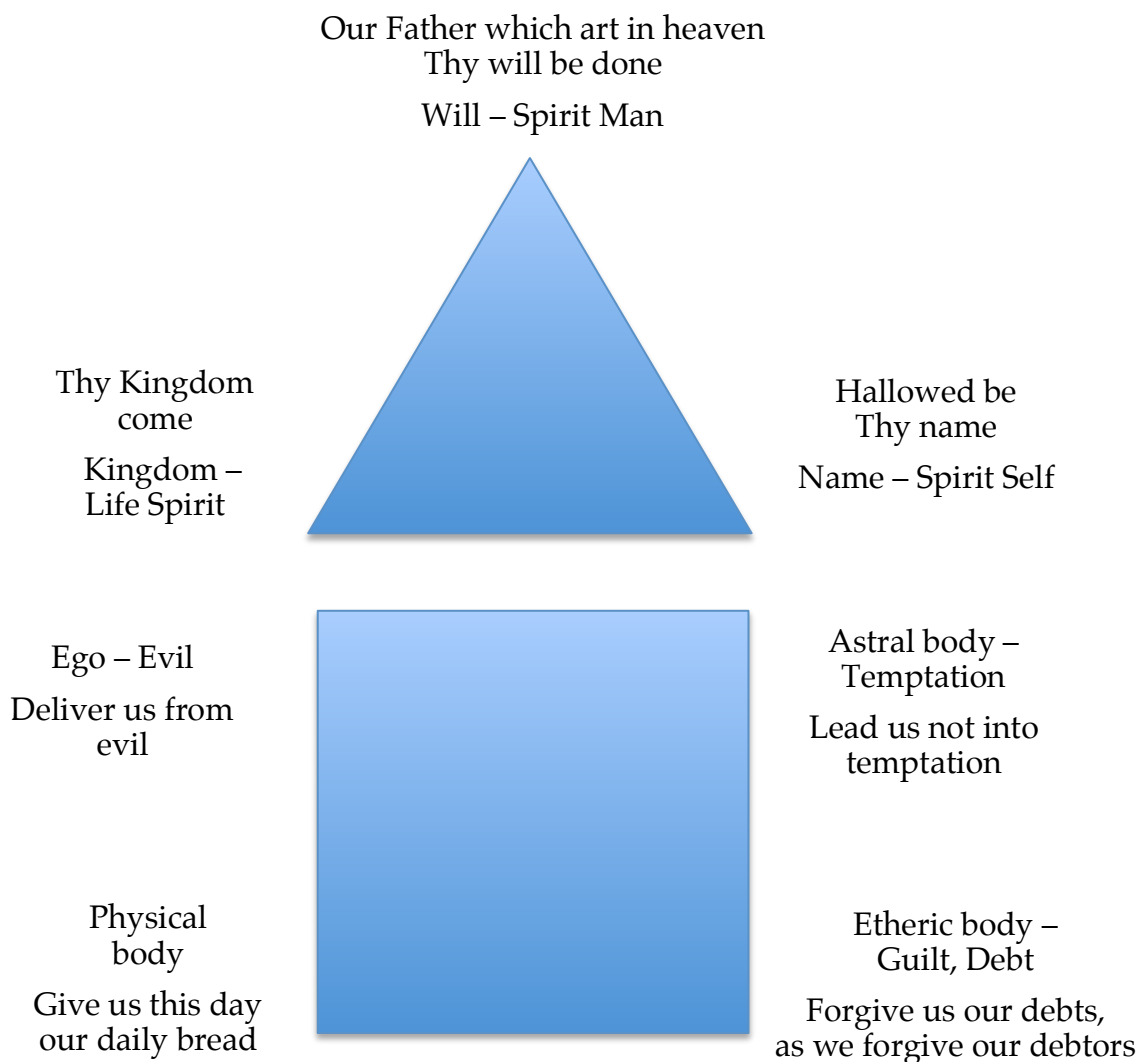 Our Father which art in heaven
Thy will be done
Will – Spirit Man
Thy Kingdom
come
Kingdom –
Life Spirit
Hallowed be
Thy name
Name – Spirit Self
Ego – Evil
Deliver us from
evil
Astral body –
Temptation
Lead us not into
temptation
Physical
body
Give us this day
our daily bread
Etheric body –
Guilt, Debt
Forgive us our debts,
as we forgive our debtors